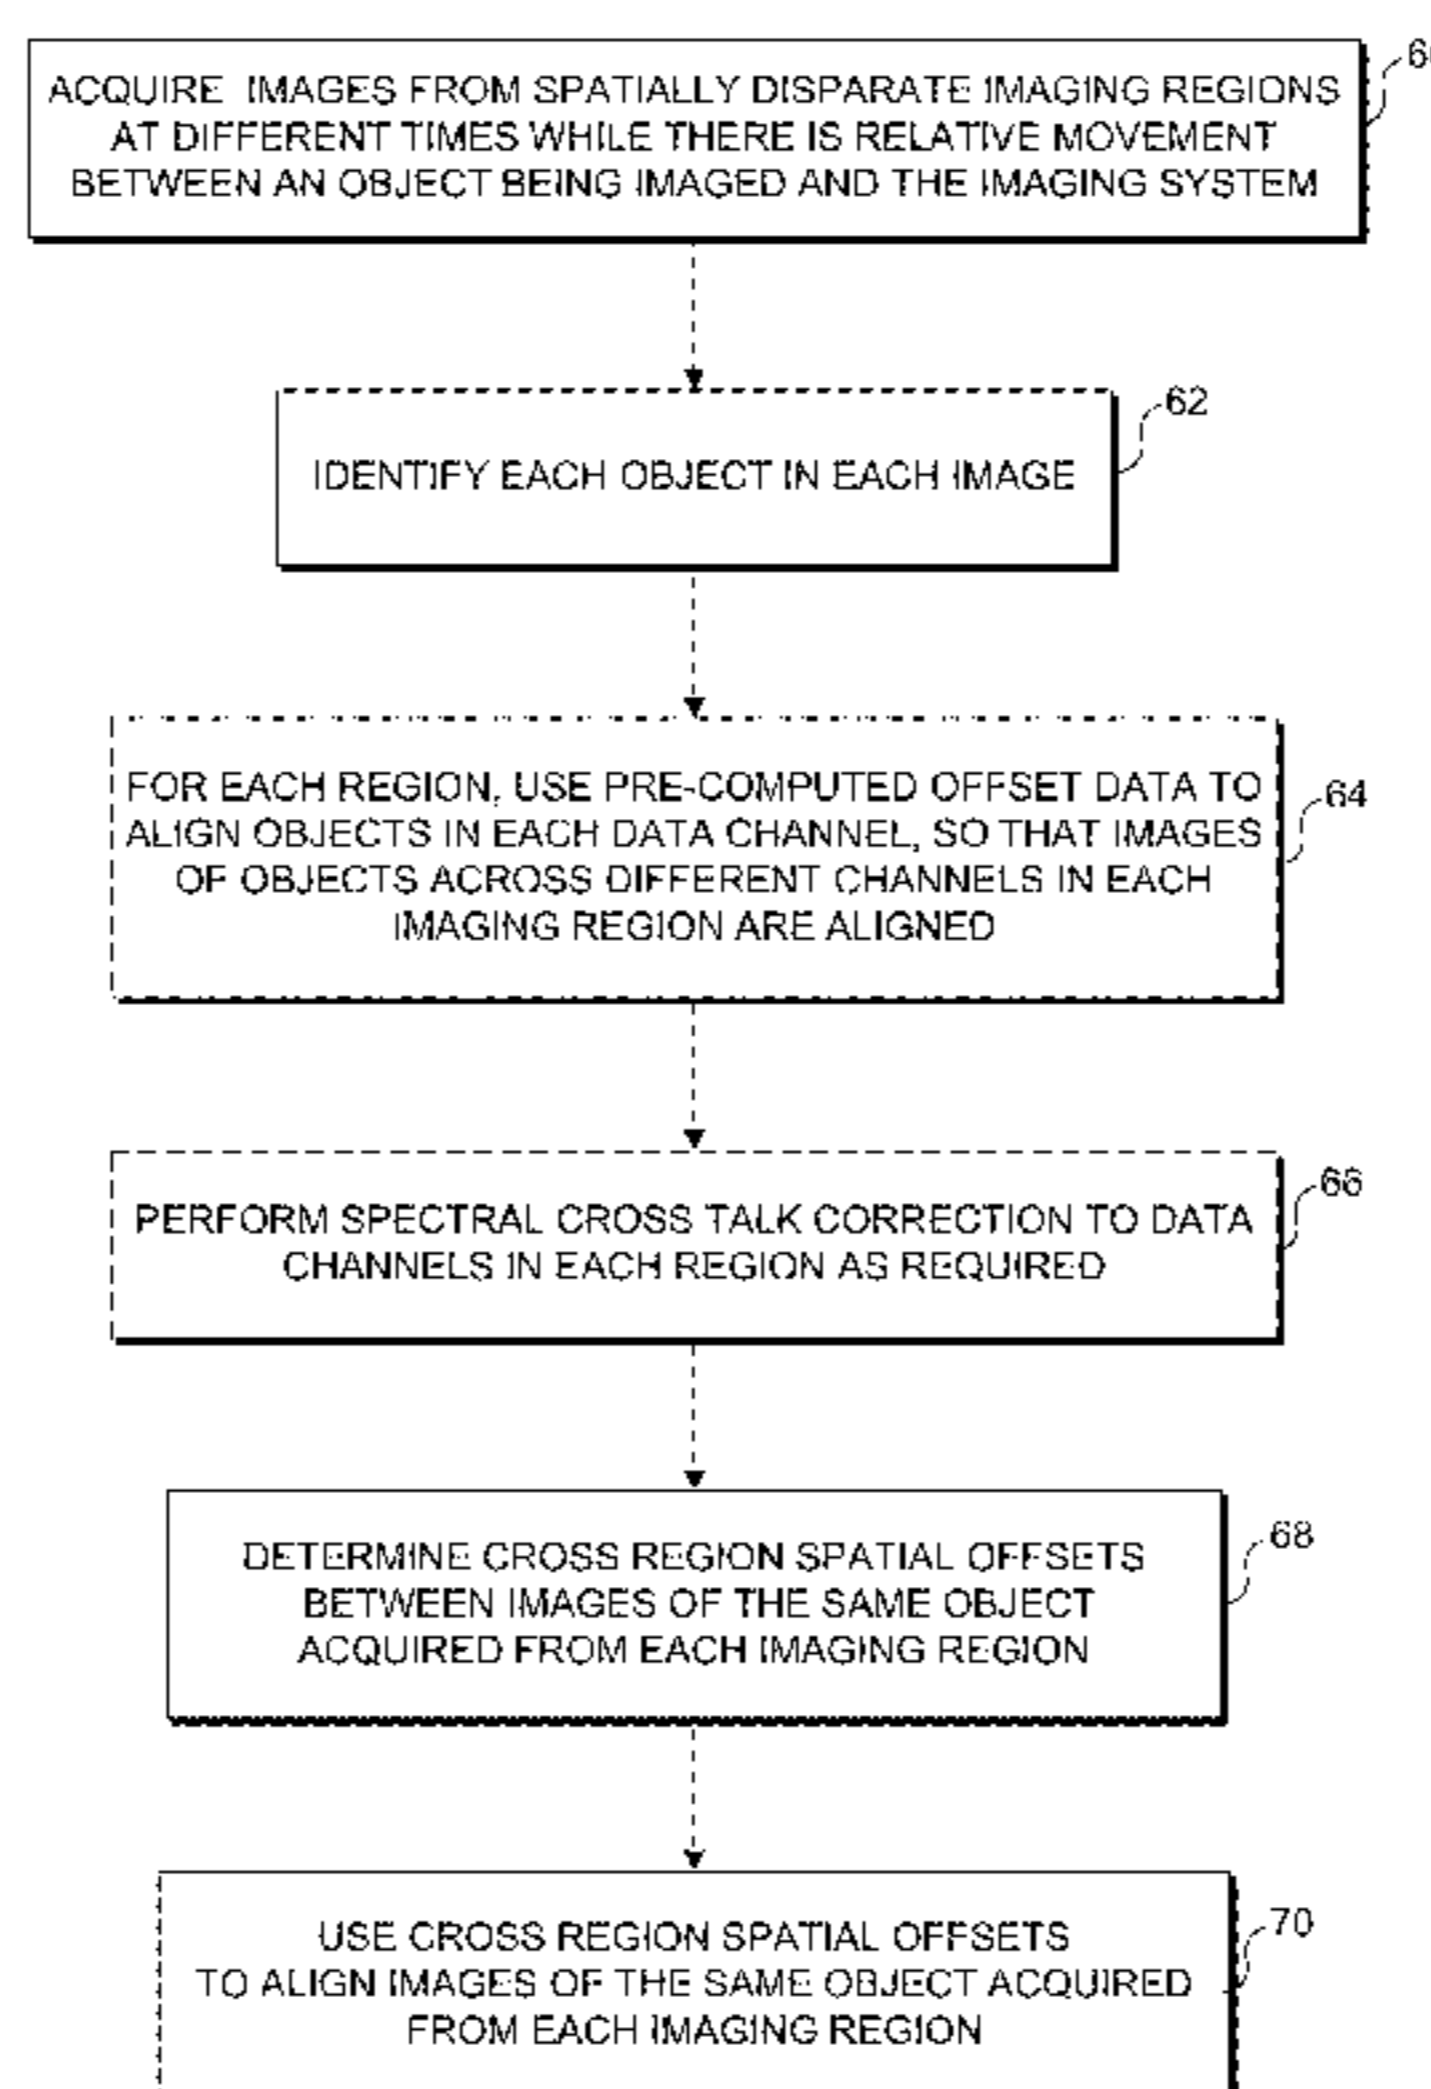 ACQUIRE IMAGES FROM SPATIALLY DISPARATE IMAGING REGIONS
AT DIFFERENT TIMES WHILE THERE IS RELATIVE MOVEMENT
BETWEEN AN OBJECT BEING IMAGED AND THE IMAGING SYSTEM
62
IDENTIFY EACH OBJECT IN EACH IMAGE
64
FOR EACH REGION, USE PRE-COMPUTED OFFSET DATA TO
ALIGN OBJECTS IN EACH DATA CHANNEL, SO THAT IMAGES
OF OBJECTS ACROSS DIFFERENT CHANNELS IN EACH
IMAGING REGION ARE ALIGNED
66
PERFORM SPECTRAL CROSS TALK CORRECTION TO DATA
CHANNELS IN EACH REGION AS REQUIRED
68
DETERMINE CROSS REGION SPATIAL OFFSETS
BETWEEN IMAGES OF THE SAME OBJECT
ACQUIRED FROM EACH IMAGING REGION
70
USE CROSS REGION SPATIAL OFFSETS
TO ALIGN IMAGES OF THE SAME OBJECT ACQUIRED
FROM EACH IMAGING REGION